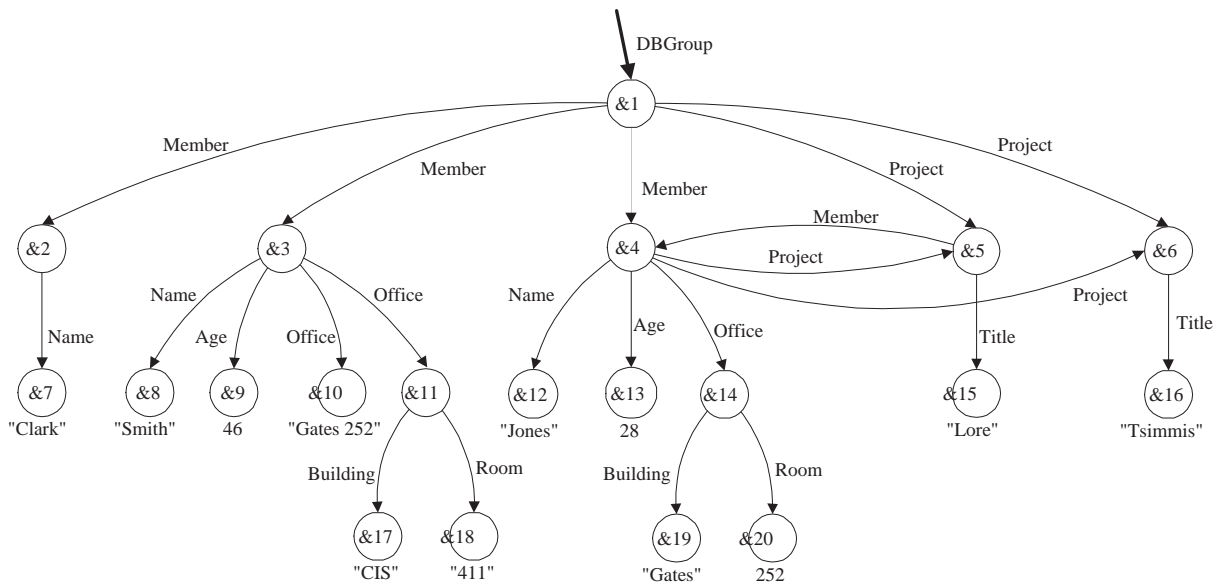 DBGroup
&1
Member
Member
Member
Project
Project
&2
&3
&4
Member
Project
&5
&6
Project
Name
Name
Age
Office
Office
Name
Age
Office
Title
Title
&7
&8
&9
&10
&11
&12
&13
&14
&15
&16
"Clark"
"Smith"
46
"Gates 252"
"Jones"
28
"Lore"
"Tsimmis"
Building
Room
Building
Room
&17
&18
&19
&20
"CIS"
"411"
"Gates"
252